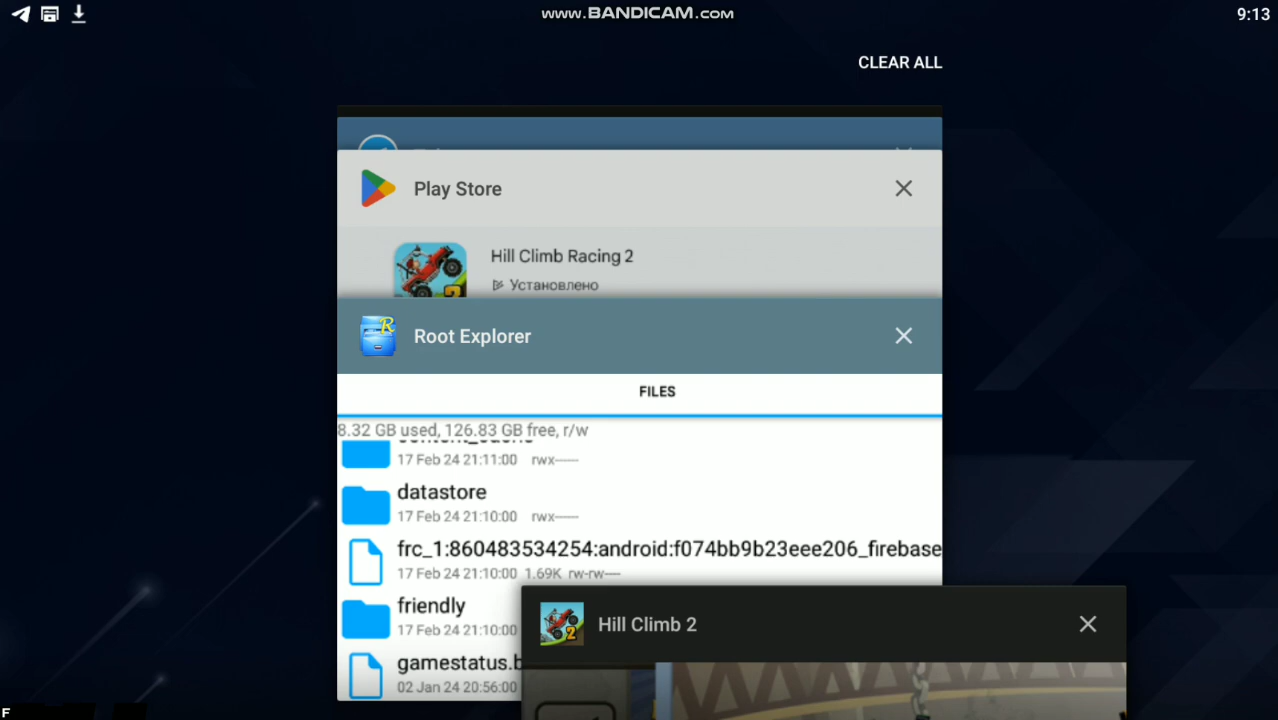 www.BANDICAM.com
9:13
CLEAR ALL
Play Store
Hill Climb Racing 2
Установлено
Root Explorer
FILES
8.32 GB used, 126.83 GB free, r/w
17 Feb 24 21:11:00 rwx------
datastore
17 Feb 24 21:10:00 rwx------
frc_1:860483534254:android:f074bb9b23eee206_firebase
17 Feb 24 21:10:00 1.69K rw-rw----
friendly
17 Feb 24 21:10:00
Hill Climb 2
gamestatus.b
02 Jan 24 20:56:00
F